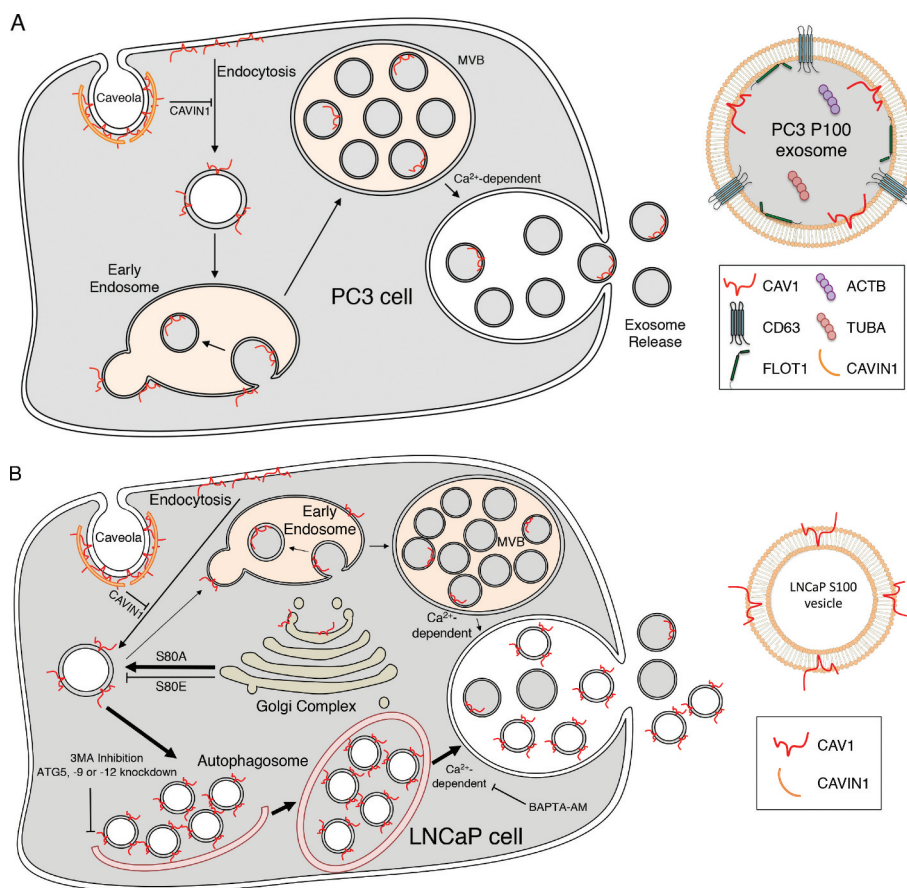 A
Caveola
CAVIN1
Endocytosis
MVB
Ca²⁺-dependent
Early
Endosome
PC3 cell
Exosome
Release
PC3 P100
exosome
CAV1
ACTB
CD63
TUBA
FLOT1
CAVIN1
B
Endocytosis
Caveola
CAVIN1
Early
Endosome
MVB
Ca²⁺-
dependent
S80A
S80E
Golgi Complex
3MA Inhibition
ATG5, -9 or -12 knockdown
Autophagosome
Ca²⁺-
dependent
BAPTA-AM
LNCaP cell
LNCaP S100
vesicle
CAV1
CAVIN1